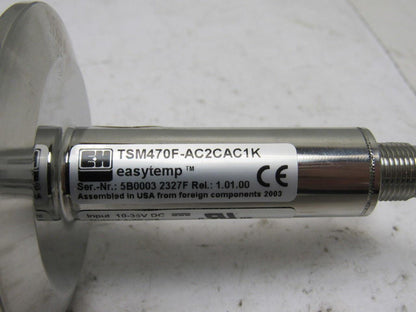 EH TSM470F-AC2CAC1K
easytemp™
Ser.-Nr.: 5B0003 2327F Rel.: 1.01.00
Assembled in USA from foreign components 2003
CE
Input 10-35V DC